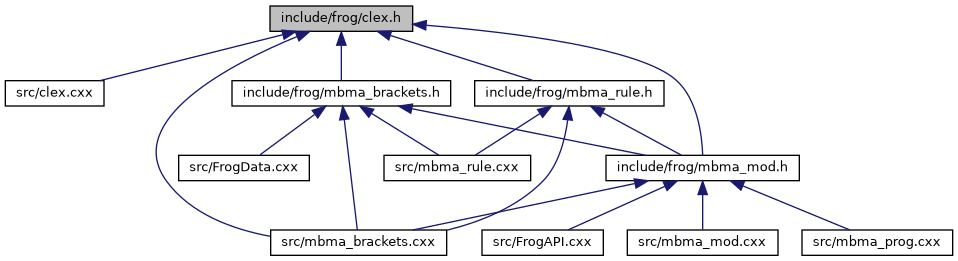 include/frog/clex.h
src/clex.cxx
include/frog/mbma_brackets.h
include/frog/mbma_rule.h
src/FrogData.cxx
src/mbma_rule.cxx
include/frog/mbma_mod.h
src/mbma_brackets.cxx
src/FrogAPI.cxx
src/mbma_mod.cxx
src/mbma_prog.cxx